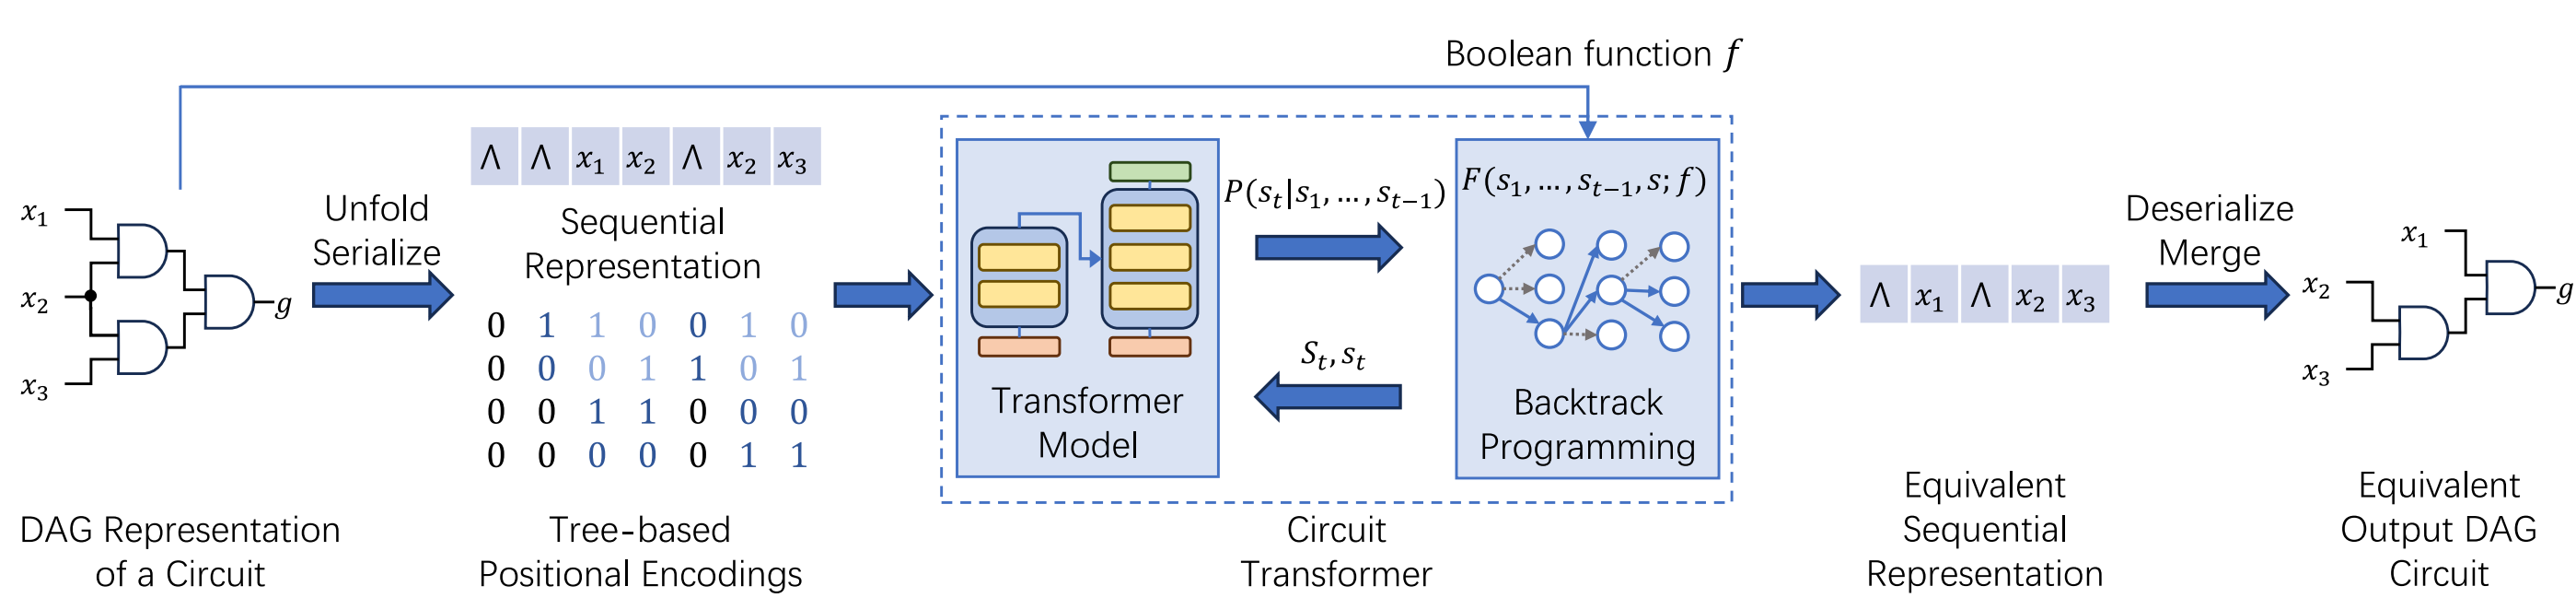 Boolean function f
x₁
x₂
x₃
g
Unfold
Serialize
∧ ∧ x₁ x₂ ∧ x₂ x₃
Sequential
Representation
0 1 1 0 0 1 0
0 0 0 1 1 0 1
0 0 1 1 0 0 0
0 0 0 0 0 1 1
Transformer
Model
P(sₜ|s₁, …, sₜ₋₁)
Sₜ, sₜ
F(s₁, …, sₜ₋₁, s; f)
Backtrack
Programming
∧ x₁ ∧ x₂ x₃
Deserialize
Merge
x₁
x₂
x₃
g
DAG Representation
of a Circuit
Tree-based
Positional Encodings
Circuit
Transformer
Equivalent
Sequential
Representation
Equivalent
Output DAG
Circuit